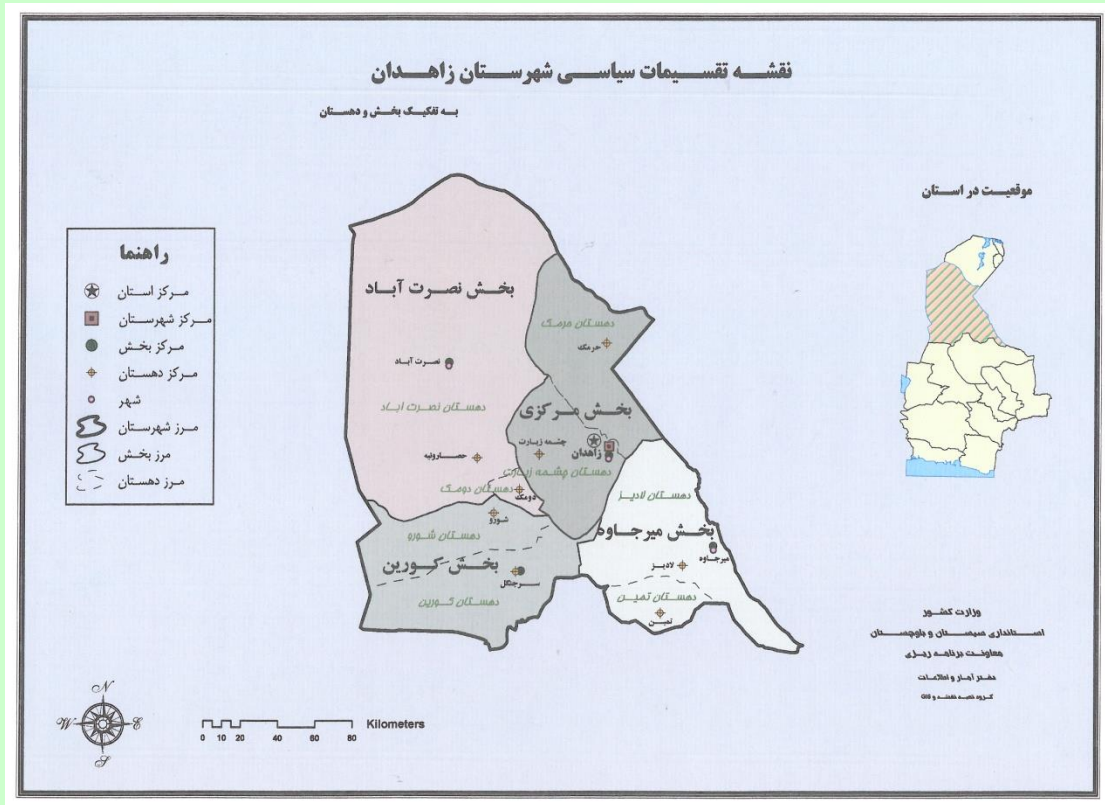 نقشه تقسیمات سیاسی شهرستان زاهدان
به تفکیک بخش و دهستان
موقعیت در استان
راهنما
مرکز استان
مرکز شهرستان
مرکز بخش
مرکز دهستان
شهر
مرز شهرستان
مرز بخش
مرز دهستان
بخش نصرت آباد
دهستان حرمک
حرمک
نصرت آباد
دهستان نصرت اباد
بخش مرکزی
چشمه زیارت
زاهدان
حصارونیه
دهستان چشمه زیارت
دهستان دومک
دومک
دهستان لادیز
شورو
دهستان شورو
بخش میرجاوه
میرجاوه
بخش کورین
لادیز
سرجنگل
دهستان کورین
دهستان تمین
تمین
وزارت کشور
استانداری سیستان و بلوچستان
معاونت برنامه ریزی
دفتر آمار و اطلاعات
N
W
E
S
Kilometers
0 10 20 40 60 80